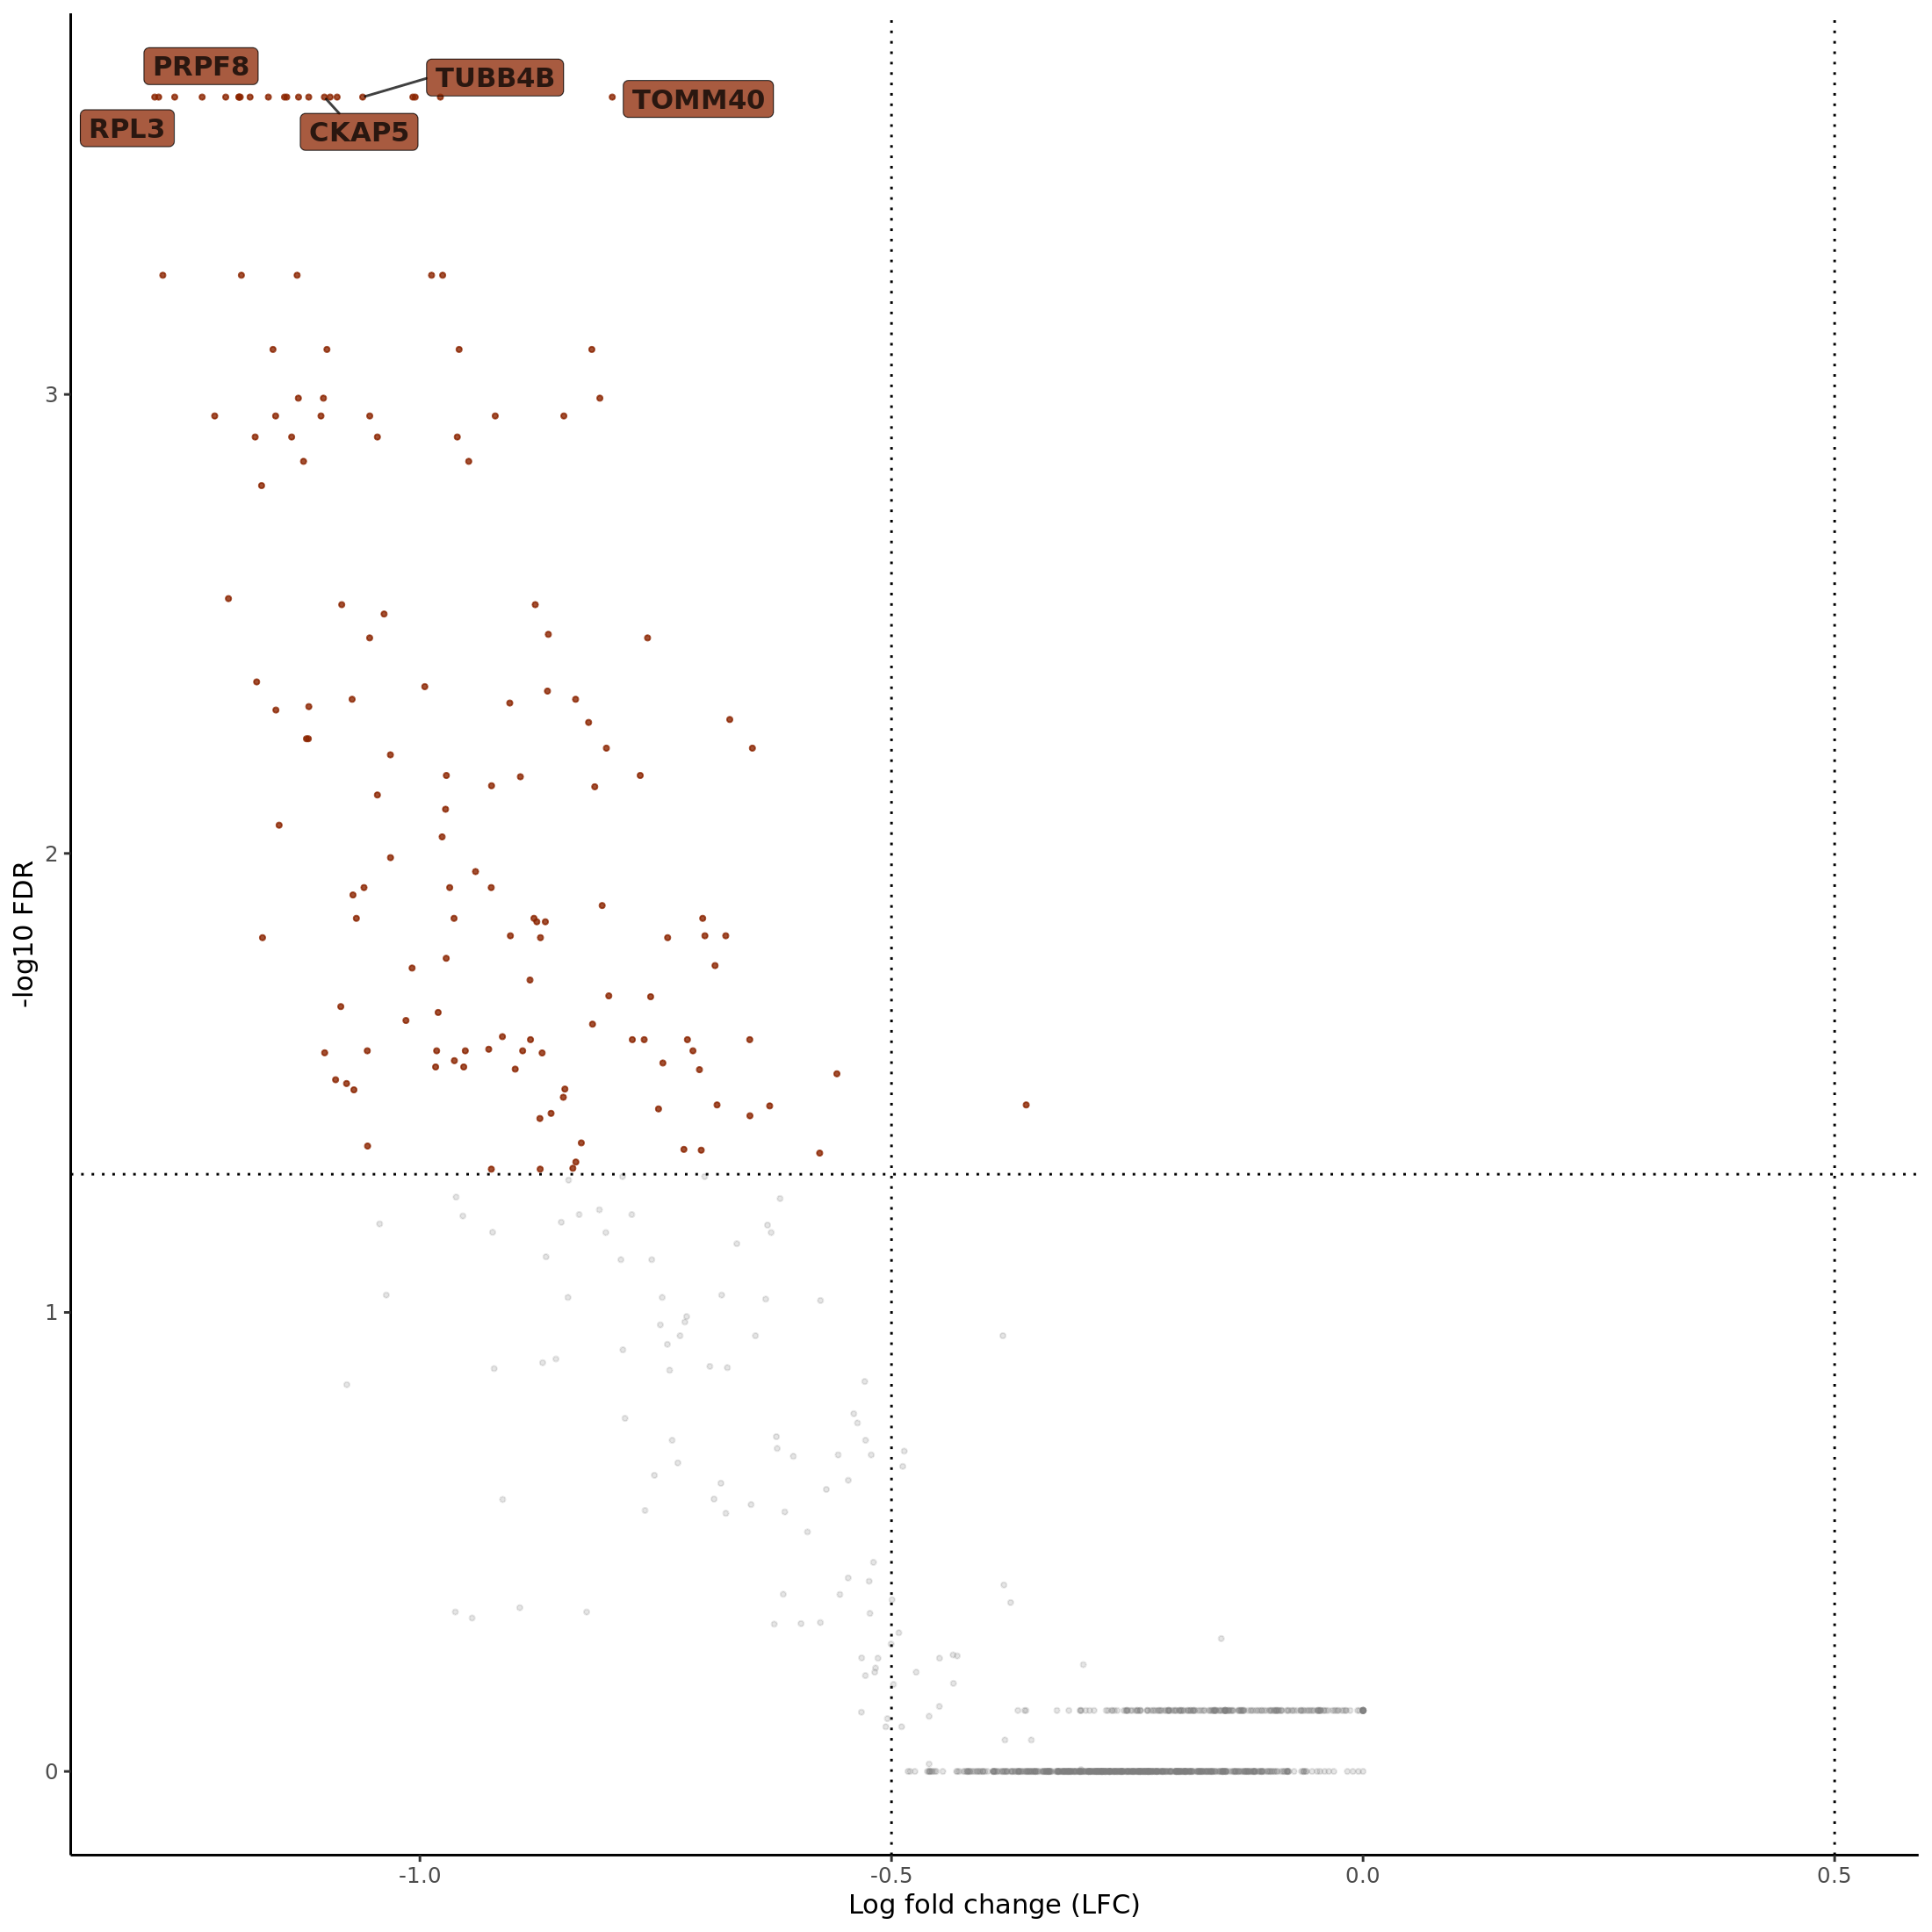 PRPF8
TUBB4B
TOMM40
RPL3
CKAP5
3
2
1
0
-log10 FDR
-1.0
-0.5
0.0
0.5
Log fold change (LFC)